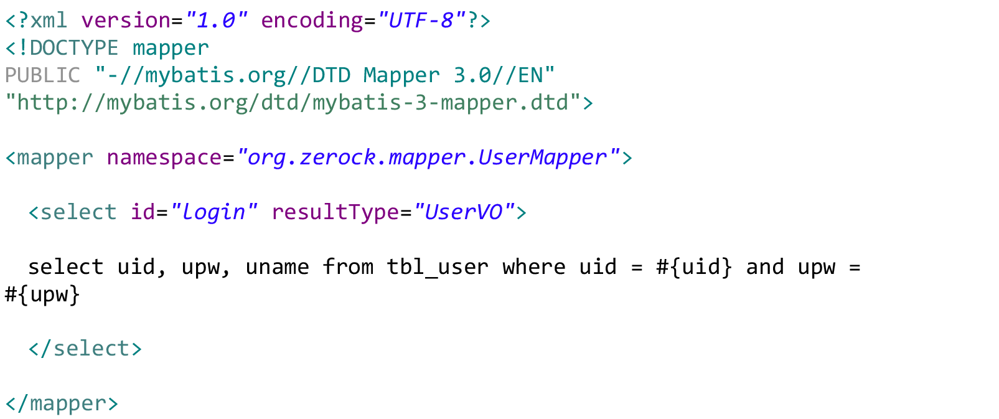 <?xml version="1.0" encoding="UTF-8"?>
<!DOCTYPE mapper
PUBLIC "-//mybatis.org//DTD Mapper 3.0//EN"
"http://mybatis.org/dtd/mybatis-3-mapper.dtd">
<mapper namespace="org.zerock.mapper.UserMapper">
<select id="login" resultType="UserVO">
select uid, upw, uname from tbl_user where uid = #{uid} and upw =
#{upw}
</select>
</mapper>